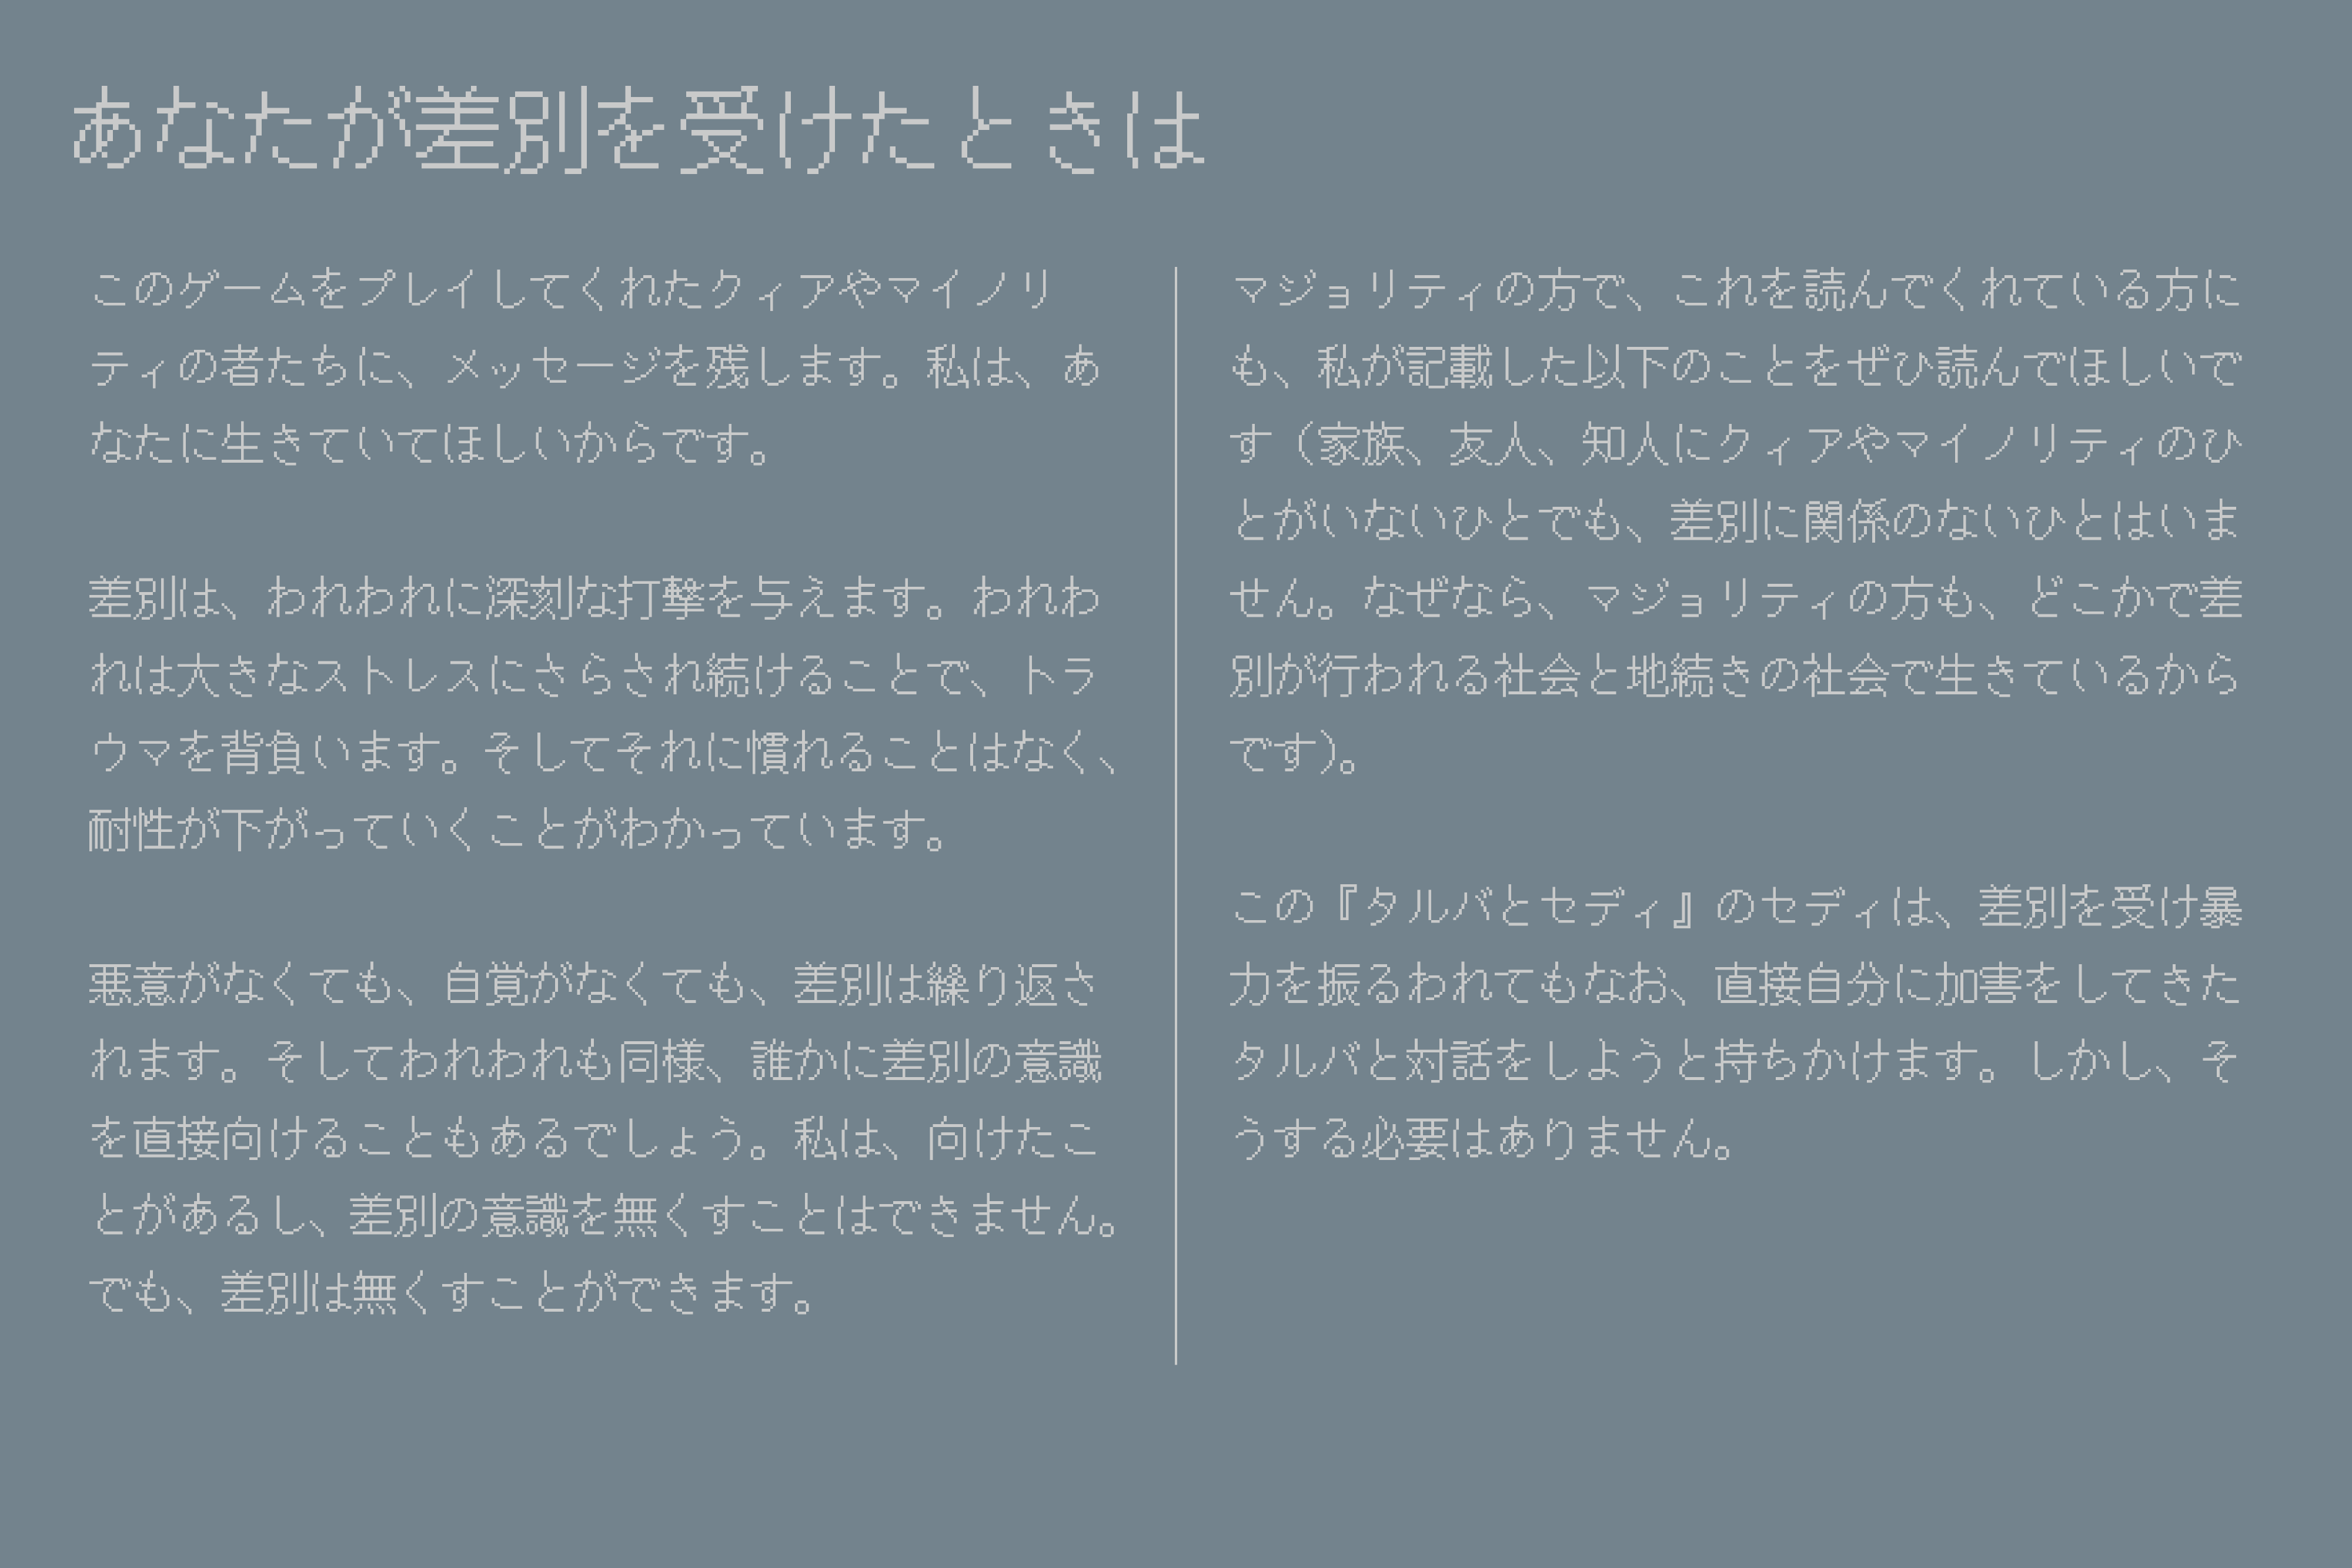 あなたが差別を受けたときは
このゲームをプレイしてくれたクィアやマイノリ
ティの者たちに、メッセージを残します。私は、あ
なたに生きていてほしいからです。
差別は、われわれに深刻な打撃を与えます。われわ
れは大きなストレスにさらされ続けることで、トラ
ウマを背負います。そしてそれに慣れることはなく、
耐性が下がっていくことがわかっています。
悪意がなくても、自覚がなくても、差別は繰り返さ
れます。そしてわれわれも同様、誰かに差別の意識
を直接向けることもあるでしょう。私は、向けたこ
とがあるし、差別の意識を無くすことはできません。
でも、差別は無くすことができます。
マジョリティの方で、これを読んでくれている方に
も、私が記載した以下のことをぜひ読んでほしいで
す（家族、友人、知人にクィアやマイノリティのひ
とがいないひとでも、差別に関係のないひとはいま
せん。なぜなら、マジョリティの方も、どこかで差
別が行われる社会と地続きの社会で生きているから
です）。
この『タルバとセディ』のセディは、差別を受け暴
力を振るわれてもなお、直接自分に加害をしてきた
タルバと対話をしようと持ちかけます。しかし、そ
うする必要はありません。